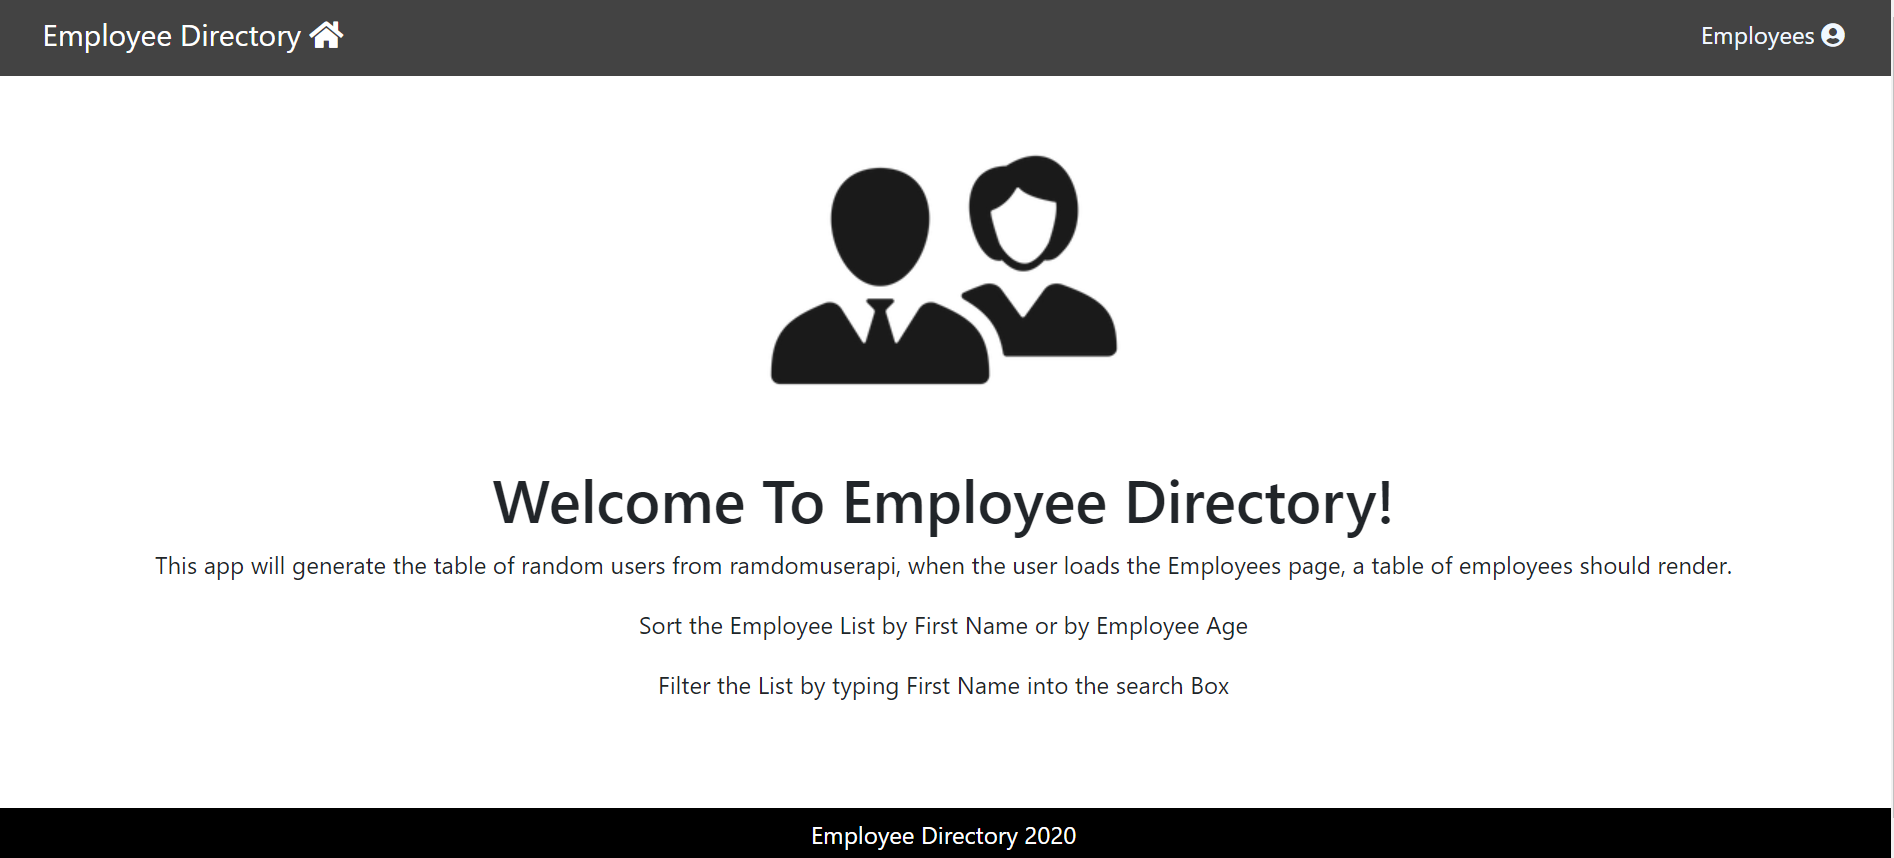 Employee Directory
Employees
Welcome To Employee Directory!
This app will generate the table of random users from ramdomuserapi, when the user loads the Employees page, a table of employees should render.
Sort the Employee List by First Name or by Employee Age
Filter the List by typing First Name into the search Box
Employee Directory 2020